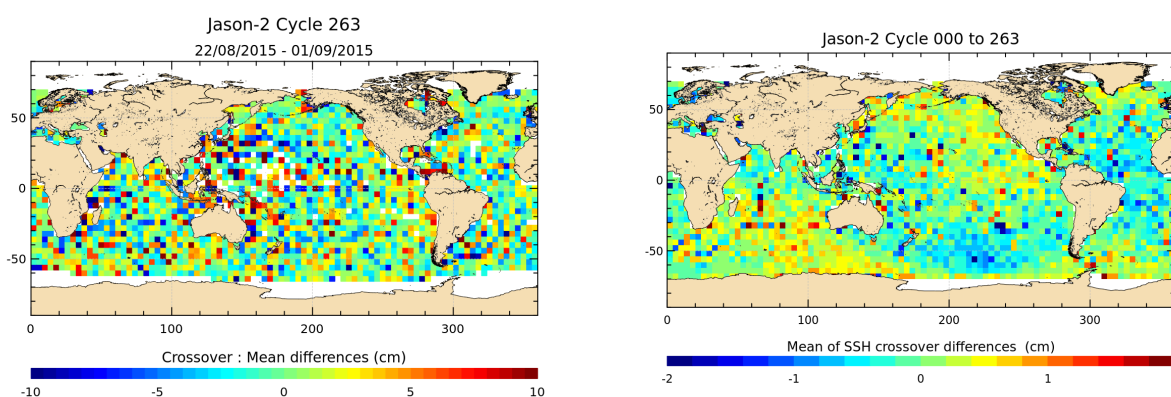 Jason-2 Cycle 263
22/08/2015 - 01/09/2015
50
0
-50
0 100 200 300
Crossover : Mean differences (cm)
-10 -5 0 5 10
Jason-2 Cycle 000 to 263
50
0
-50
0 100 200 300
Mean of SSH crossover differences (cm)
-2 -1 0 1